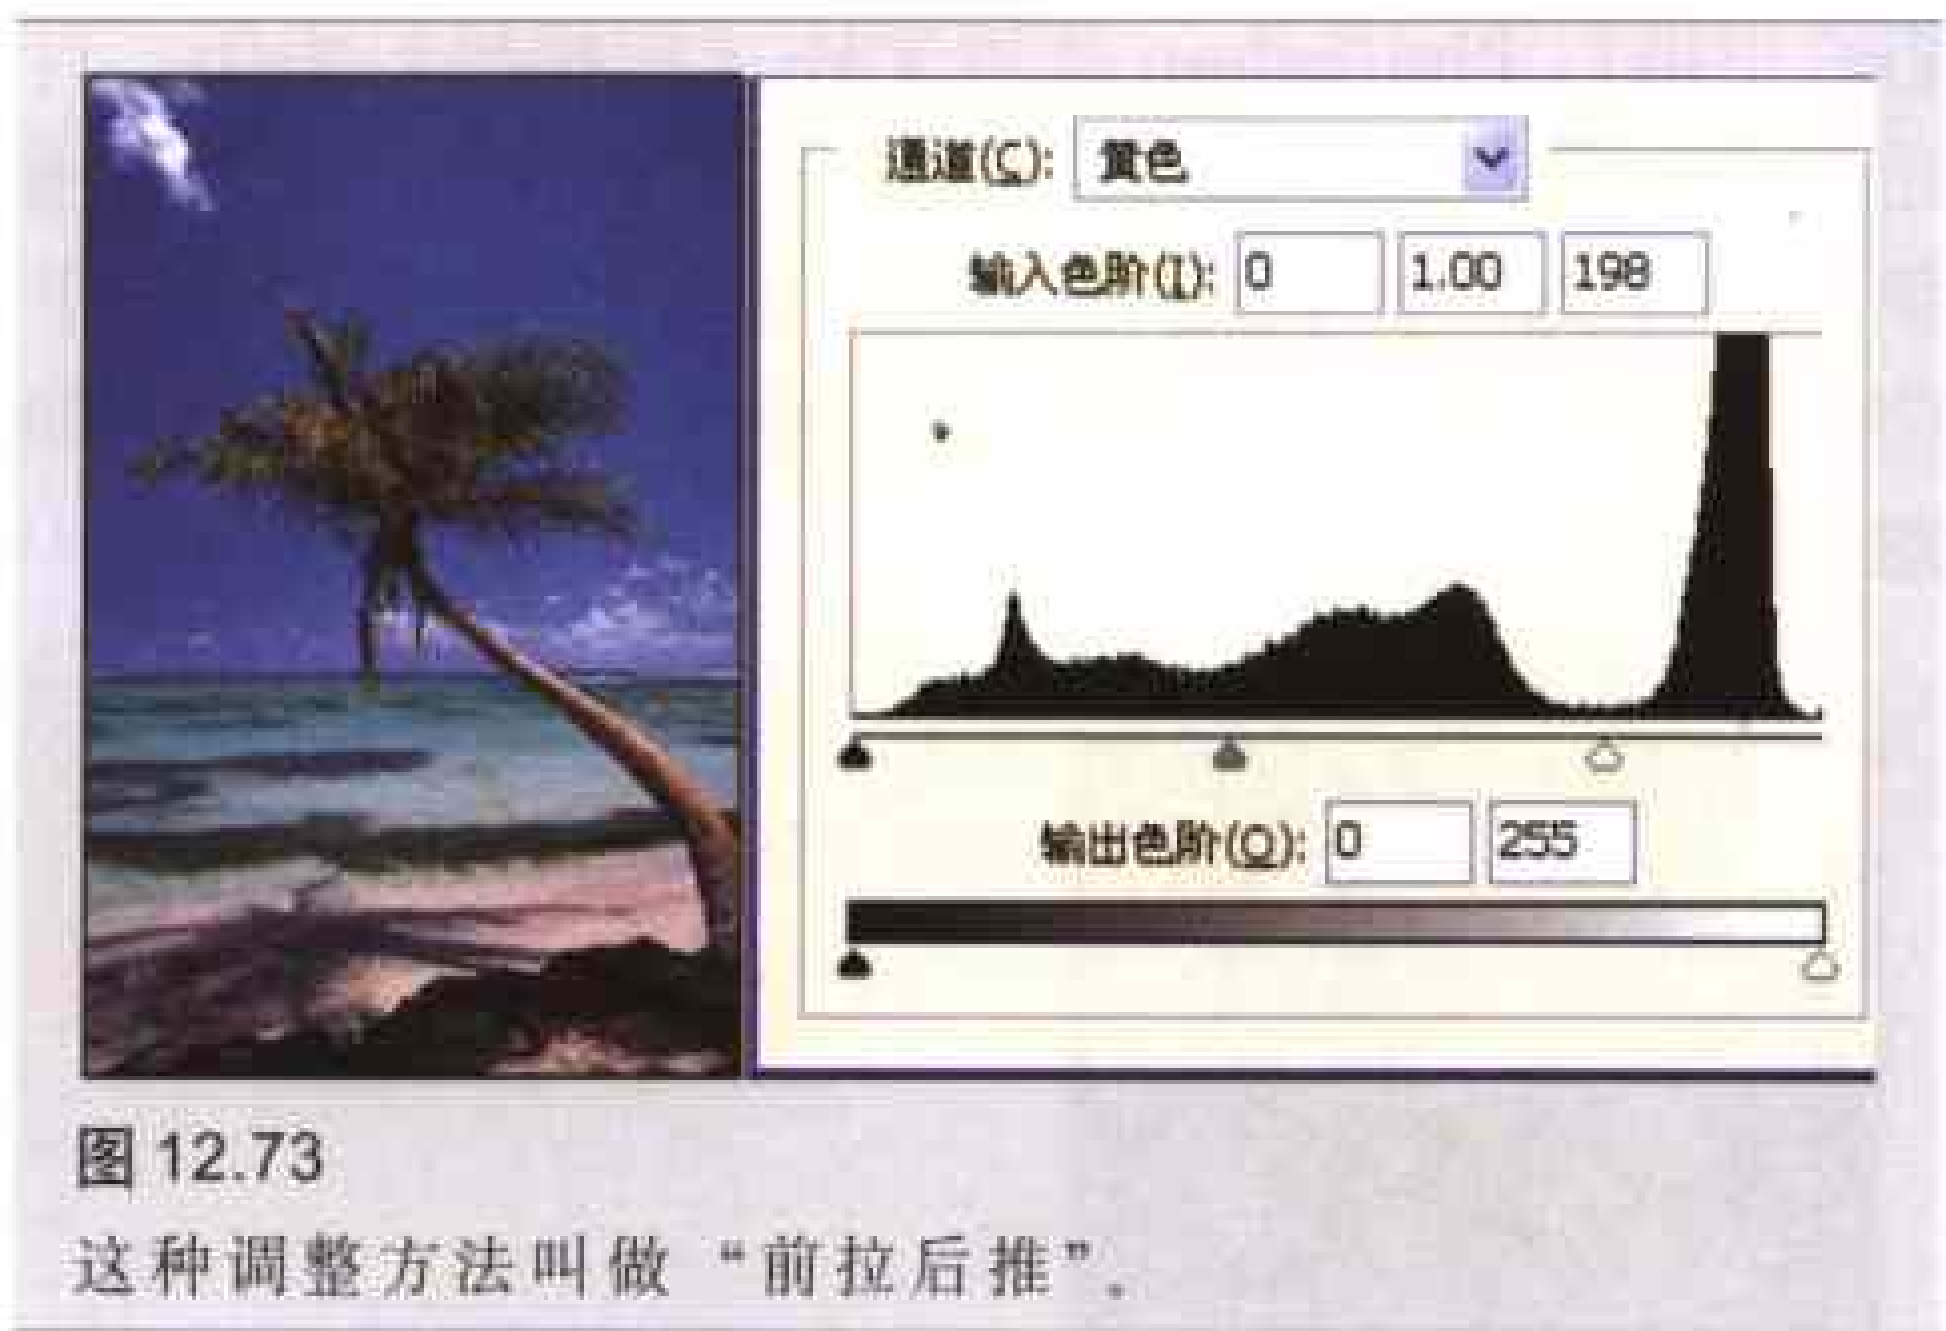 通道(C): 黄色
输入色阶(I): 0 1.00 198
输出色阶(O): 0 255
图 12.73
这种调整方法叫做“前拉后推”。